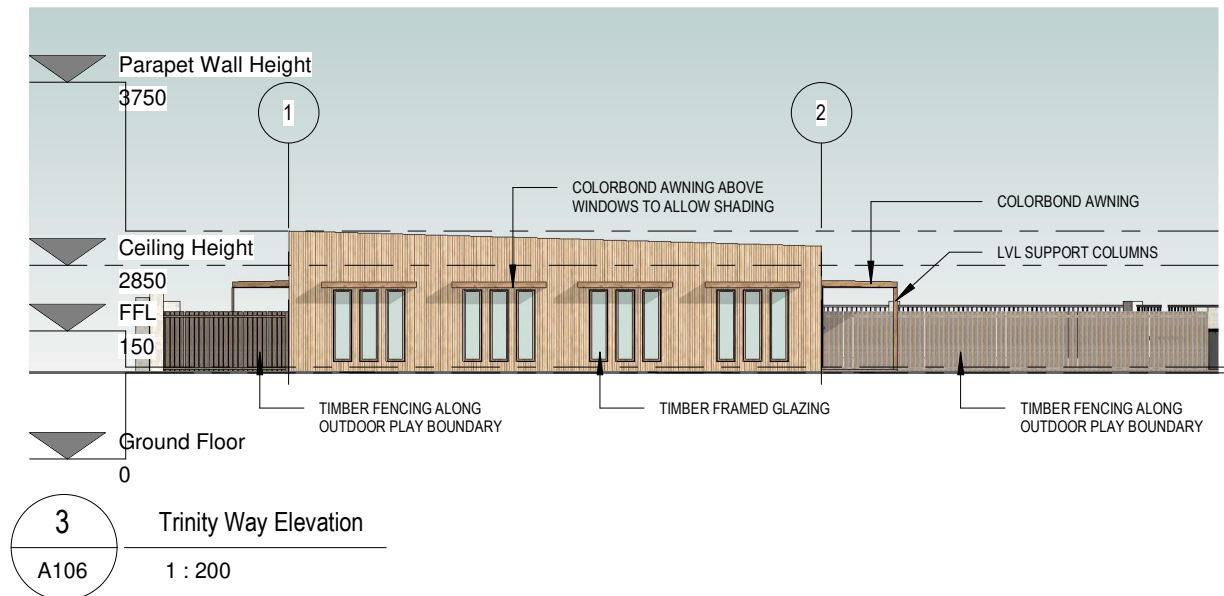 Parapet Wall Height
3750
1
2
COLORBOND AWNING ABOVE
WINDOWS TO ALLOW SHADING
COLORBOND AWNING
Ceiling Height
2850
LVL SUPPORT COLUMNS
FFL
150
TIMBER FENCING ALONG
OUTDOOR PLAY BOUNDARY
TIMBER FRAMED GLAZING
TIMBER FENCING ALONG
OUTDOOR PLAY BOUNDARY
Ground Floor
0
3
Trinity Way Elevation
A106
1 : 200